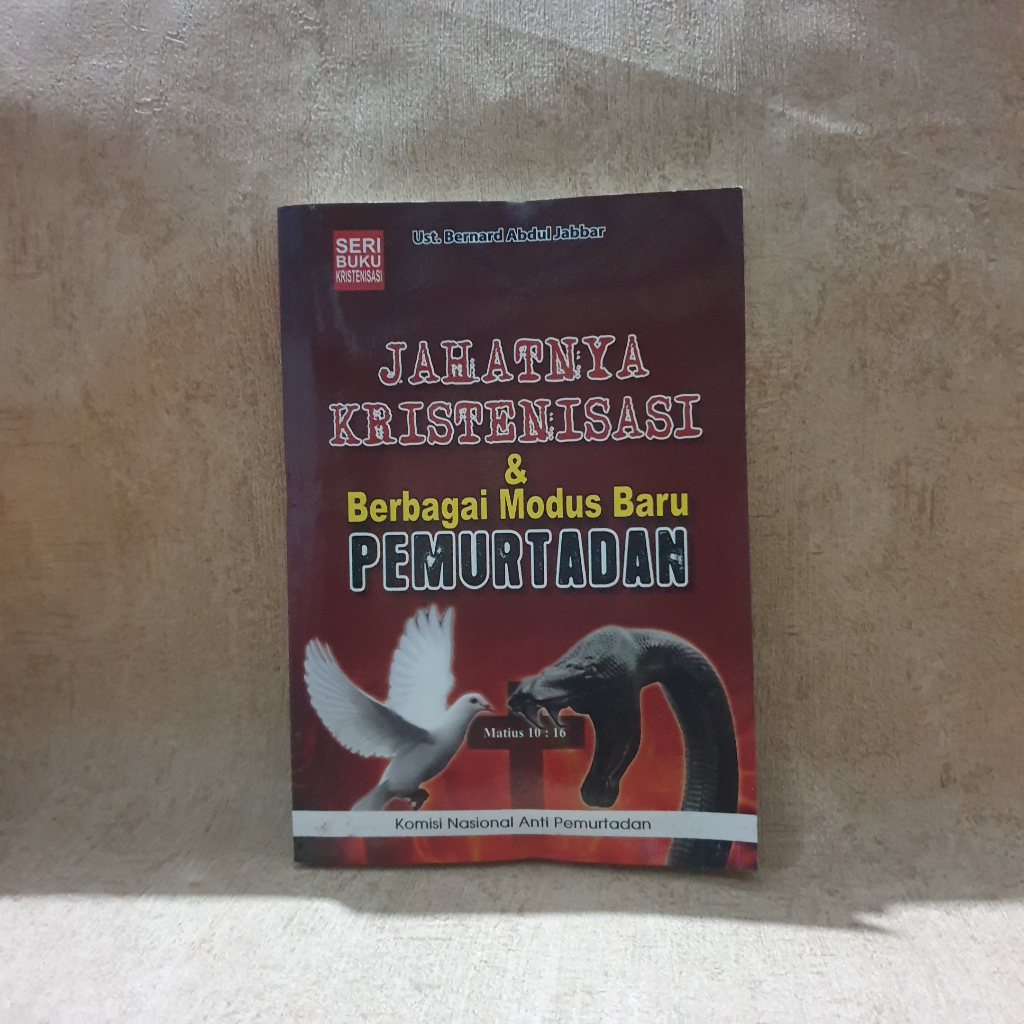 Ust. Bernard Abdul Jabbar
SERI
BUKU
KRISTENISASI
JAHATNYA
KRISTENISASI
&
Berbagai Modus Baru
PEMURTADAN
Matius 10 : 16
Komisi Nasional Anti Pemurtadan